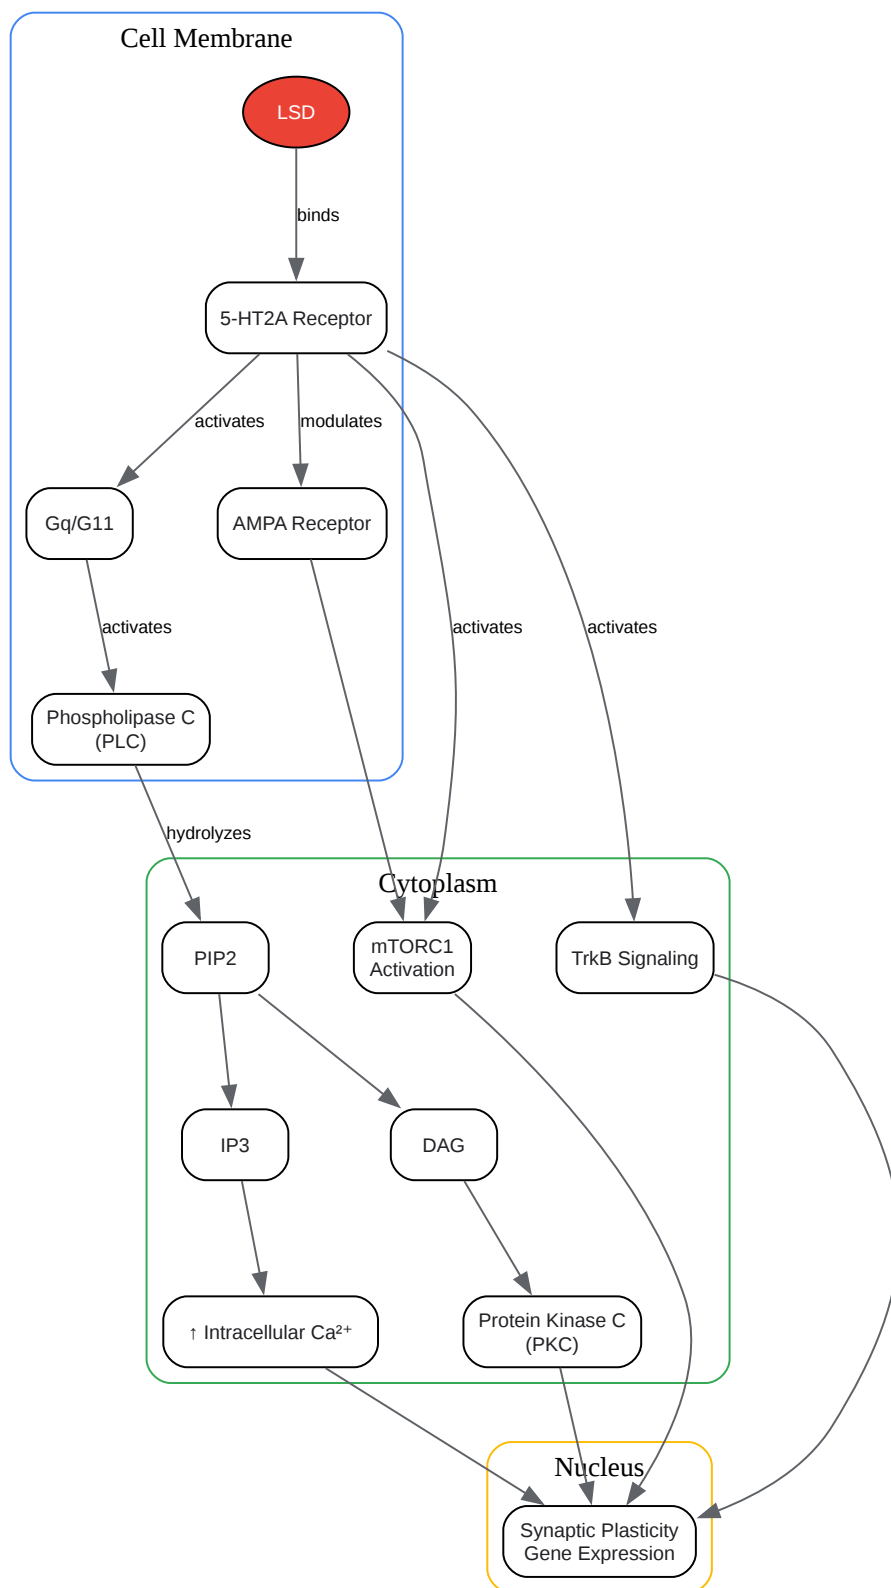 Cell Membrane
LSD
binds
5-HT2A Receptor
activates
modulates
Gq/G11
AMPA Receptor
activates
activates
activates
Phospholipase C
(PLC)
hydrolyzes
Cytoplasm
PIP2
mTORC1
Activation
TrkB Signaling
IP3
DAG
↑ Intracellular Ca²⁺
Protein Kinase C
(PKC)
Nucleus
Synaptic Plasticity
Gene Expression